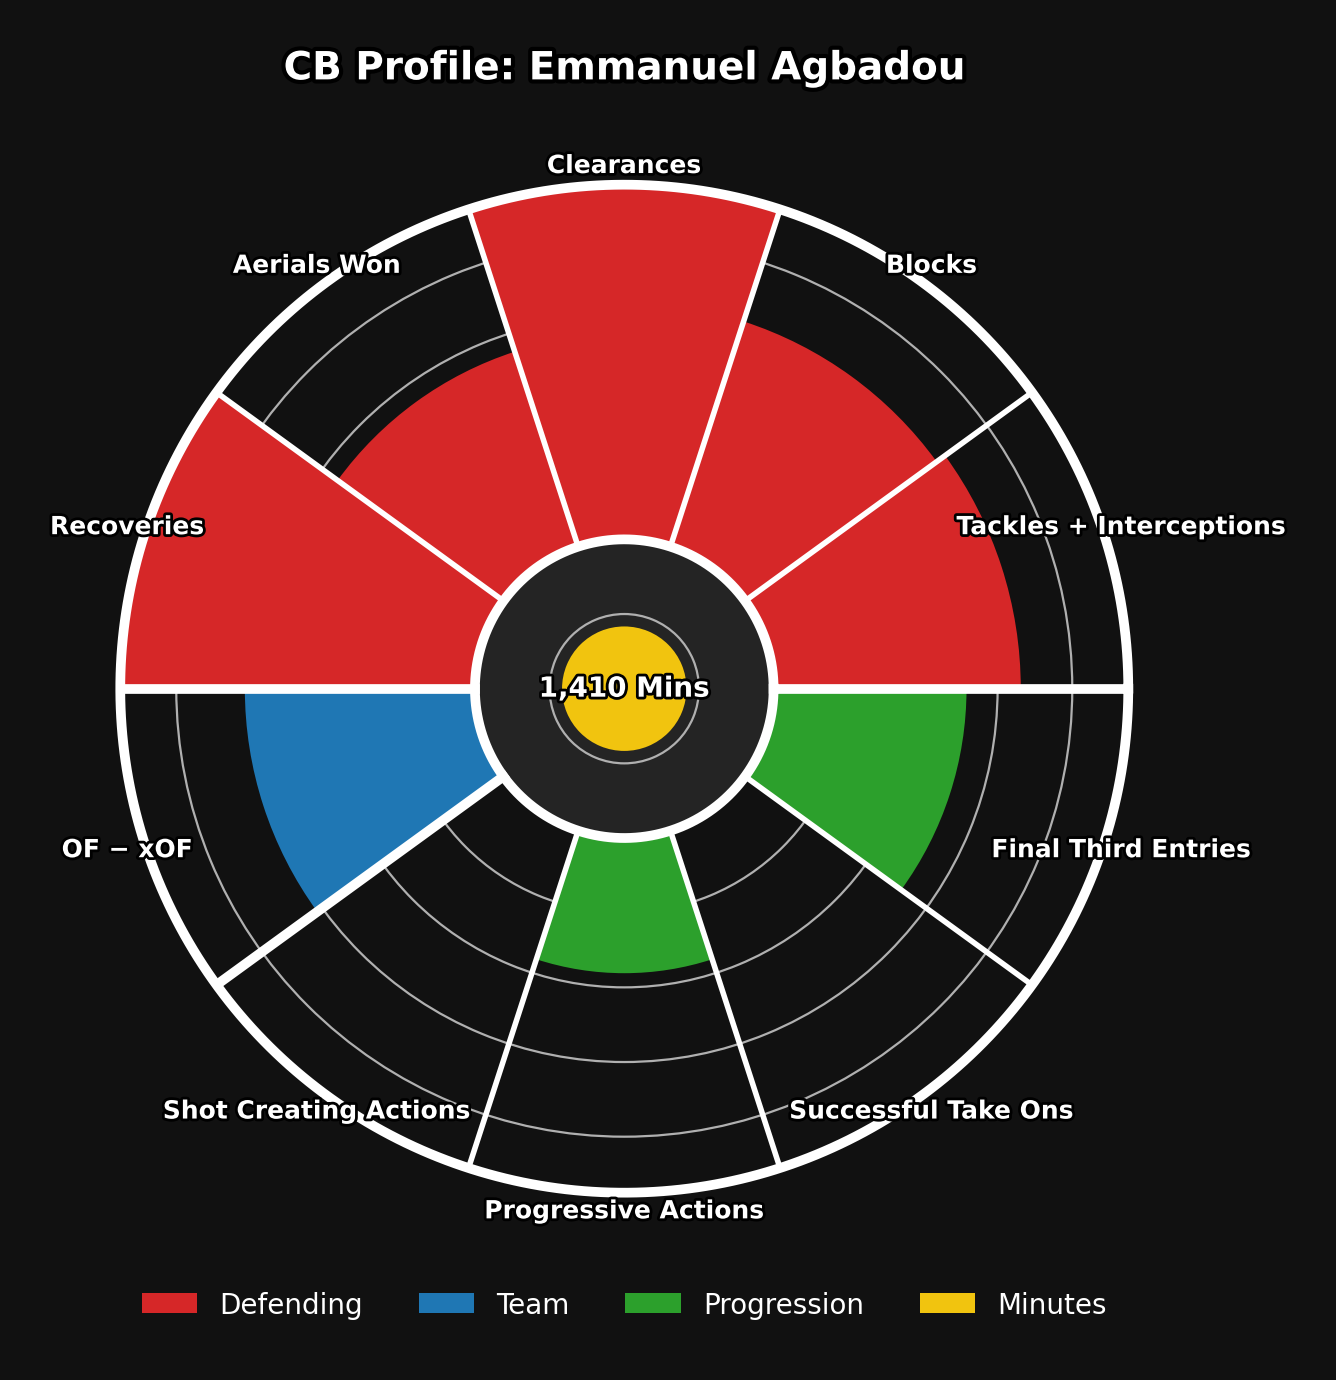 CB Profile: Emmanuel Agbadou
Clearances
Aerials Won
Blocks
Recoveries
Tackles + Interceptions
1,410 Mins
OF − xOF
Final Third Entries
Shot Creating Actions
Successful Take Ons
Progressive Actions
Defending
Team
Progression
Minutes